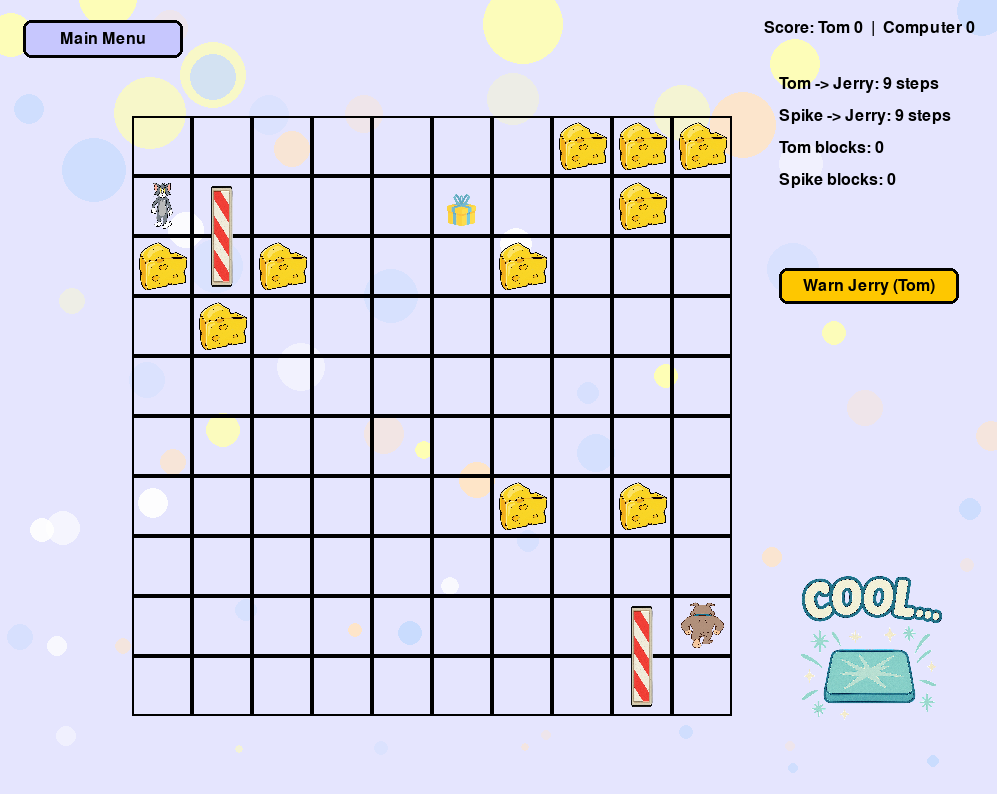 Main Menu
Score: Tom 0 | Computer 0
Tom -> Jerry: 9 steps
Spike -> Jerry: 9 steps
Tom blocks: 0
Spike blocks: 0
Warn Jerry (Tom)
COOL...